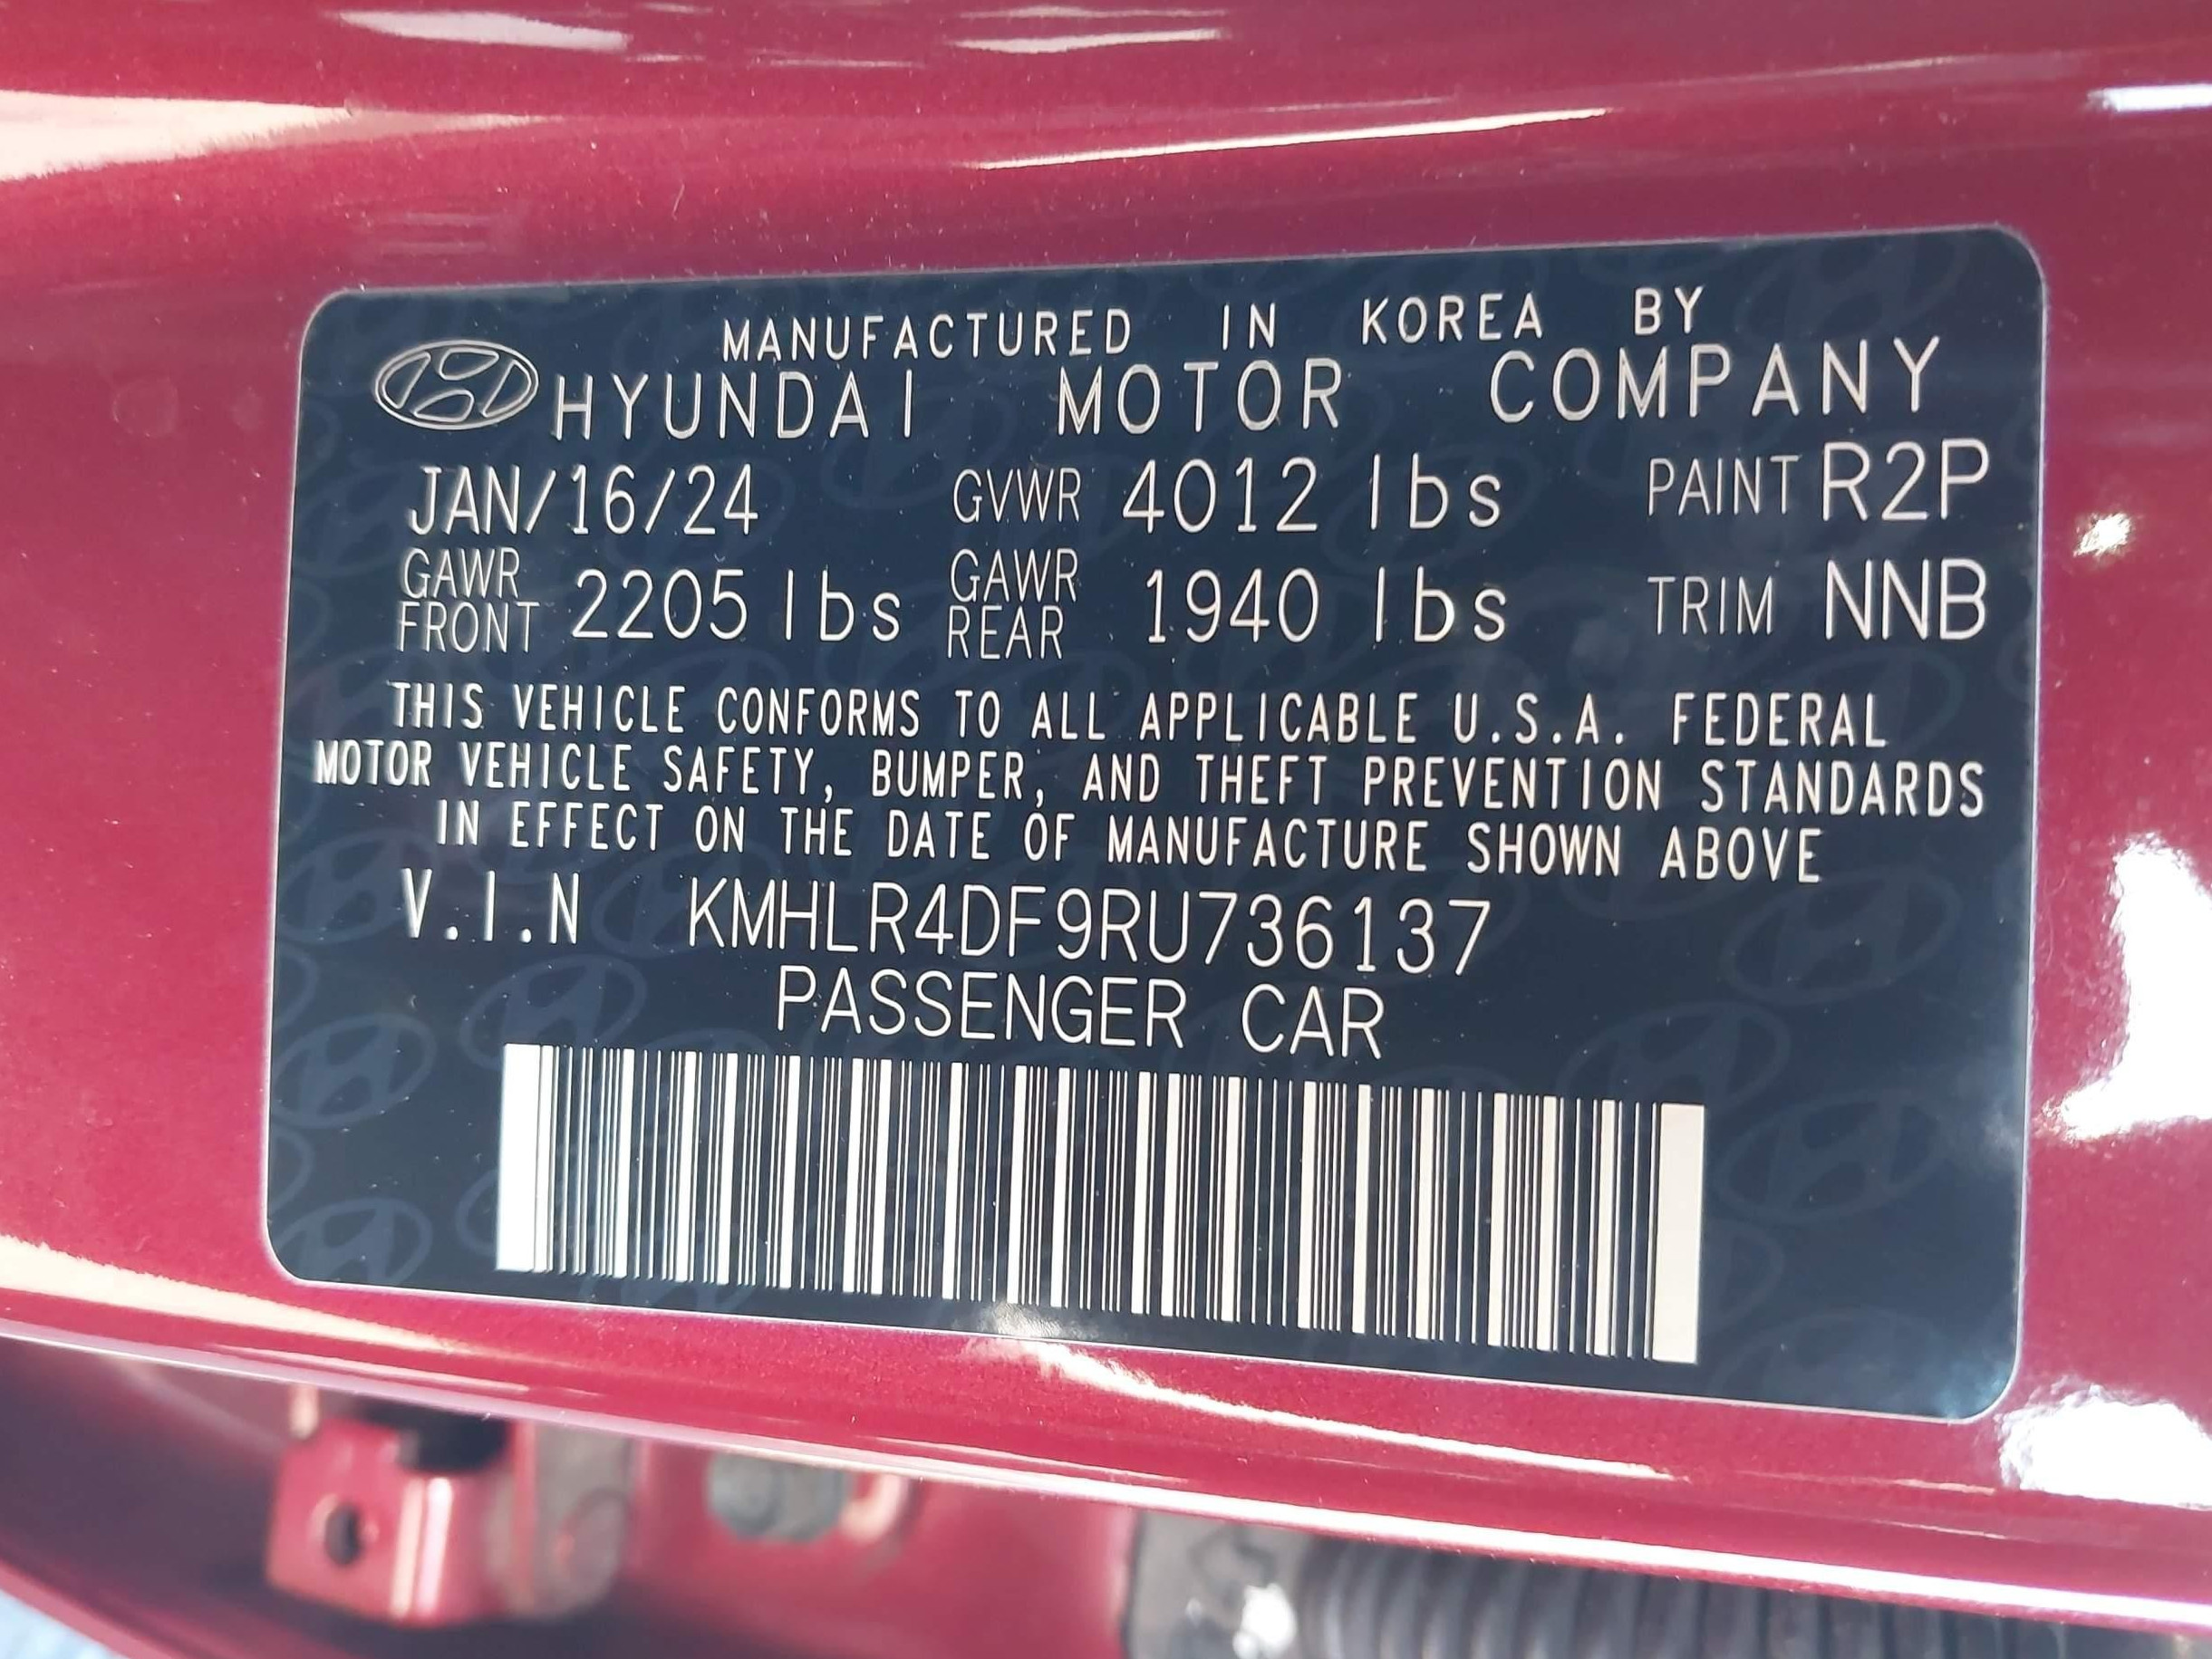 MANUFACTURED IN KOREA BY
HYUNDAI MOTOR COMPANY
JAN/16/24 GVWR 4012 lbs PAINT R2P
GAWR FRONT 2205 lbs GAWR REAR 1940 lbs TRIM NNB
THIS VEHICLE CONFORMS TO ALL APPLICABLE U.S.A. FEDERAL
MOTOR VEHICLE SAFETY, BUMPER, AND THEFT PREVENTION STANDARDS
IN EFFECT ON THE DATE OF MANUFACTURE SHOWN ABOVE
V.I.N KMHLR4DF9RU736137
PASSENGER CAR